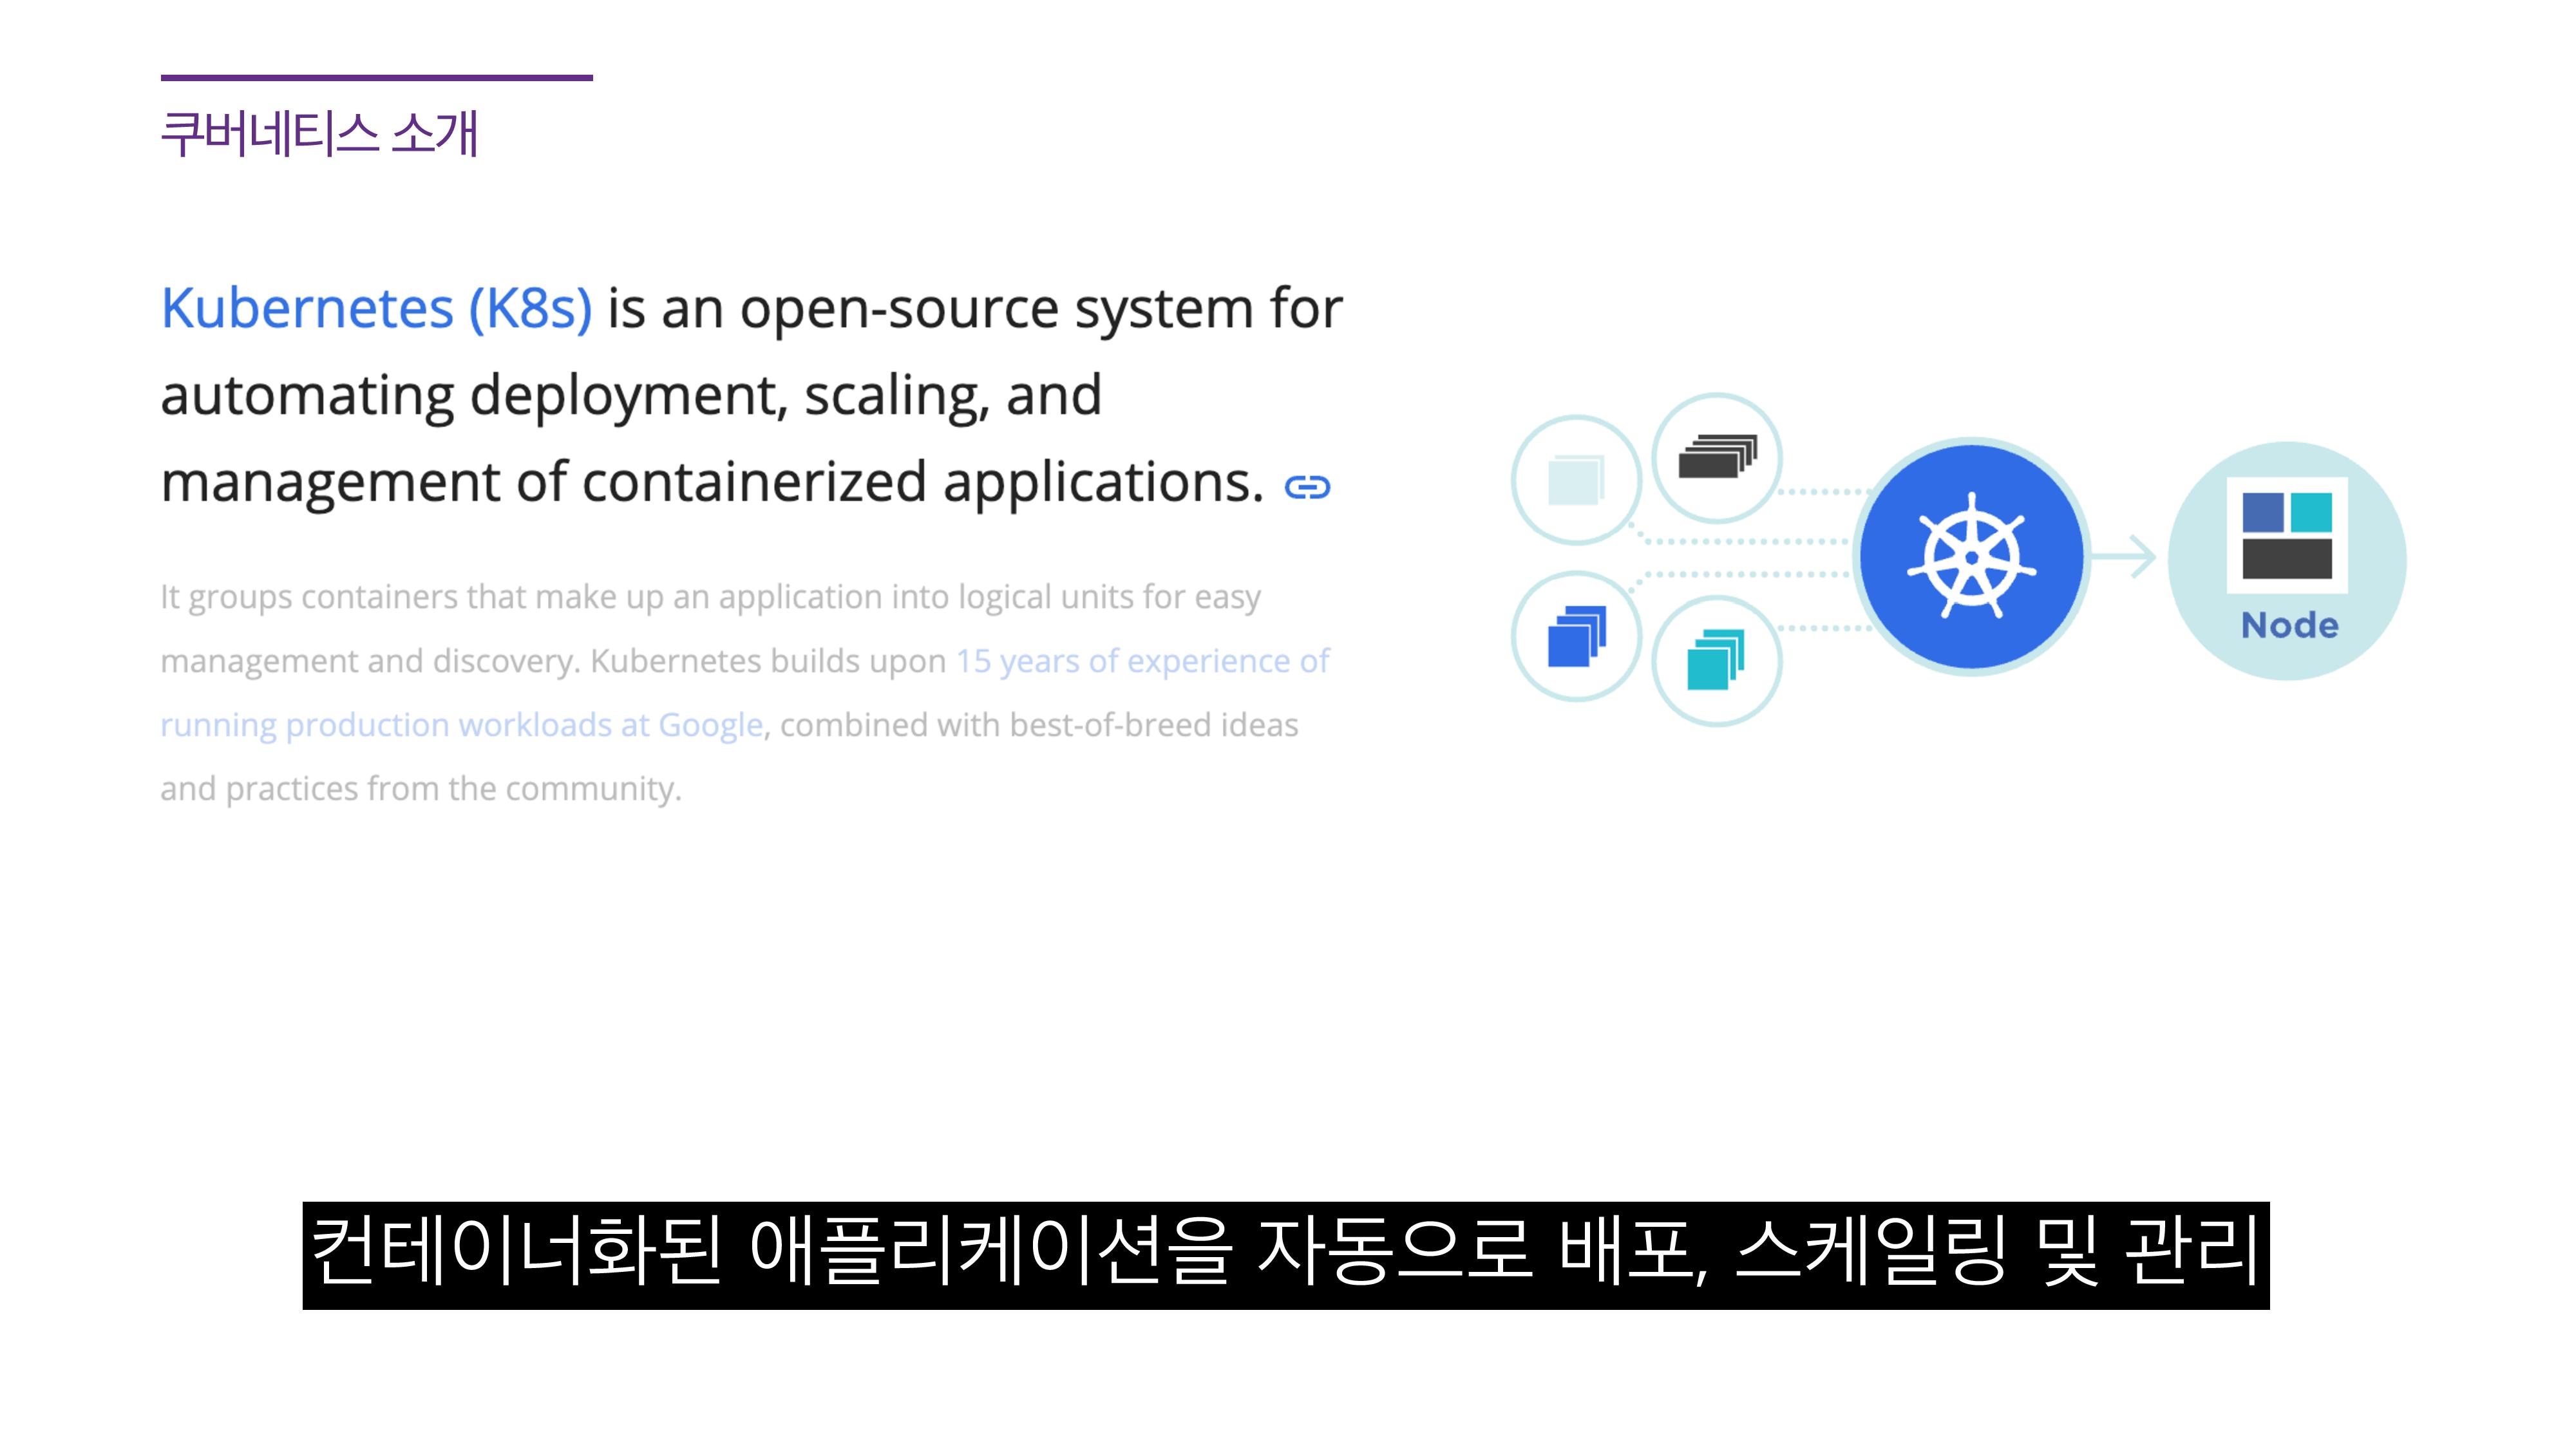 쿠버네티스 소개
Kubernetes (K8s) is an open-source system for
automating deployment, scaling, and
management of containerized applications.
It groups containers that make up an application into logical units for easy
management and discovery. Kubernetes builds upon 15 years of experience of
running production workloads at Google, combined with best-of-breed ideas
and practices from the community.
Node
컨테이너화된 애플리케이션을 자동으로 배포, 스케일링 및 관리